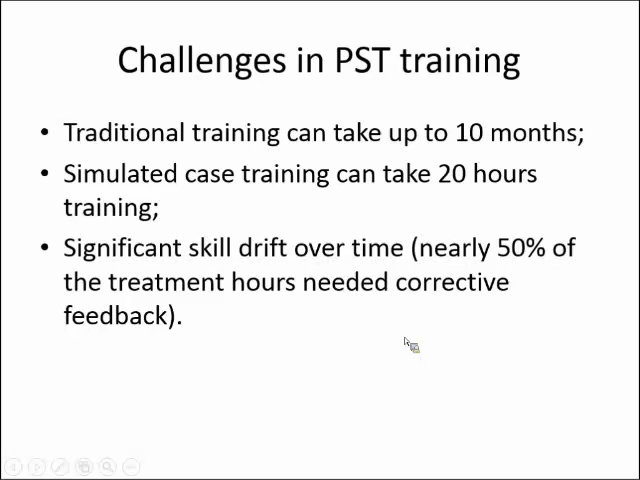 Challenges in PST training
• Traditional training can take up to 10 months;
• Simulated case training can take 20 hours
training;
• Significant skill drift over time (nearly 50% of
the treatment hours needed corrective
feedback).